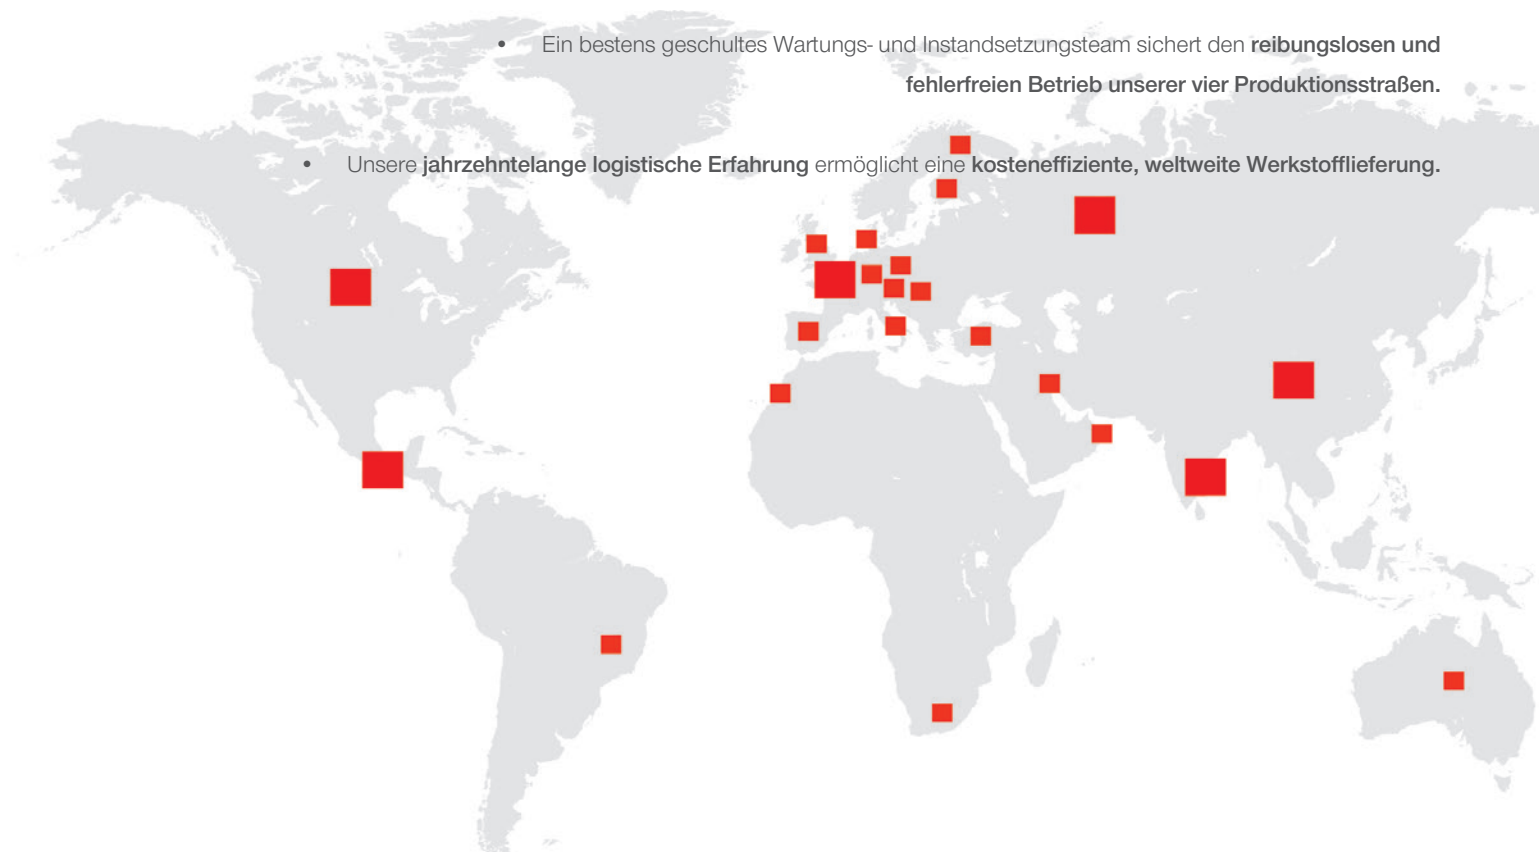 • Ein bestens geschultes Wartungs- und Instandsetzungsteam sichert den reibungslosen und
fehlerfreien Betrieb unserer vier Produktionsstraßen.
• Unsere jahrzehntelange logistische Erfahrung ermöglicht eine kosteneffiziente, weltweite Werkstofflieferung.